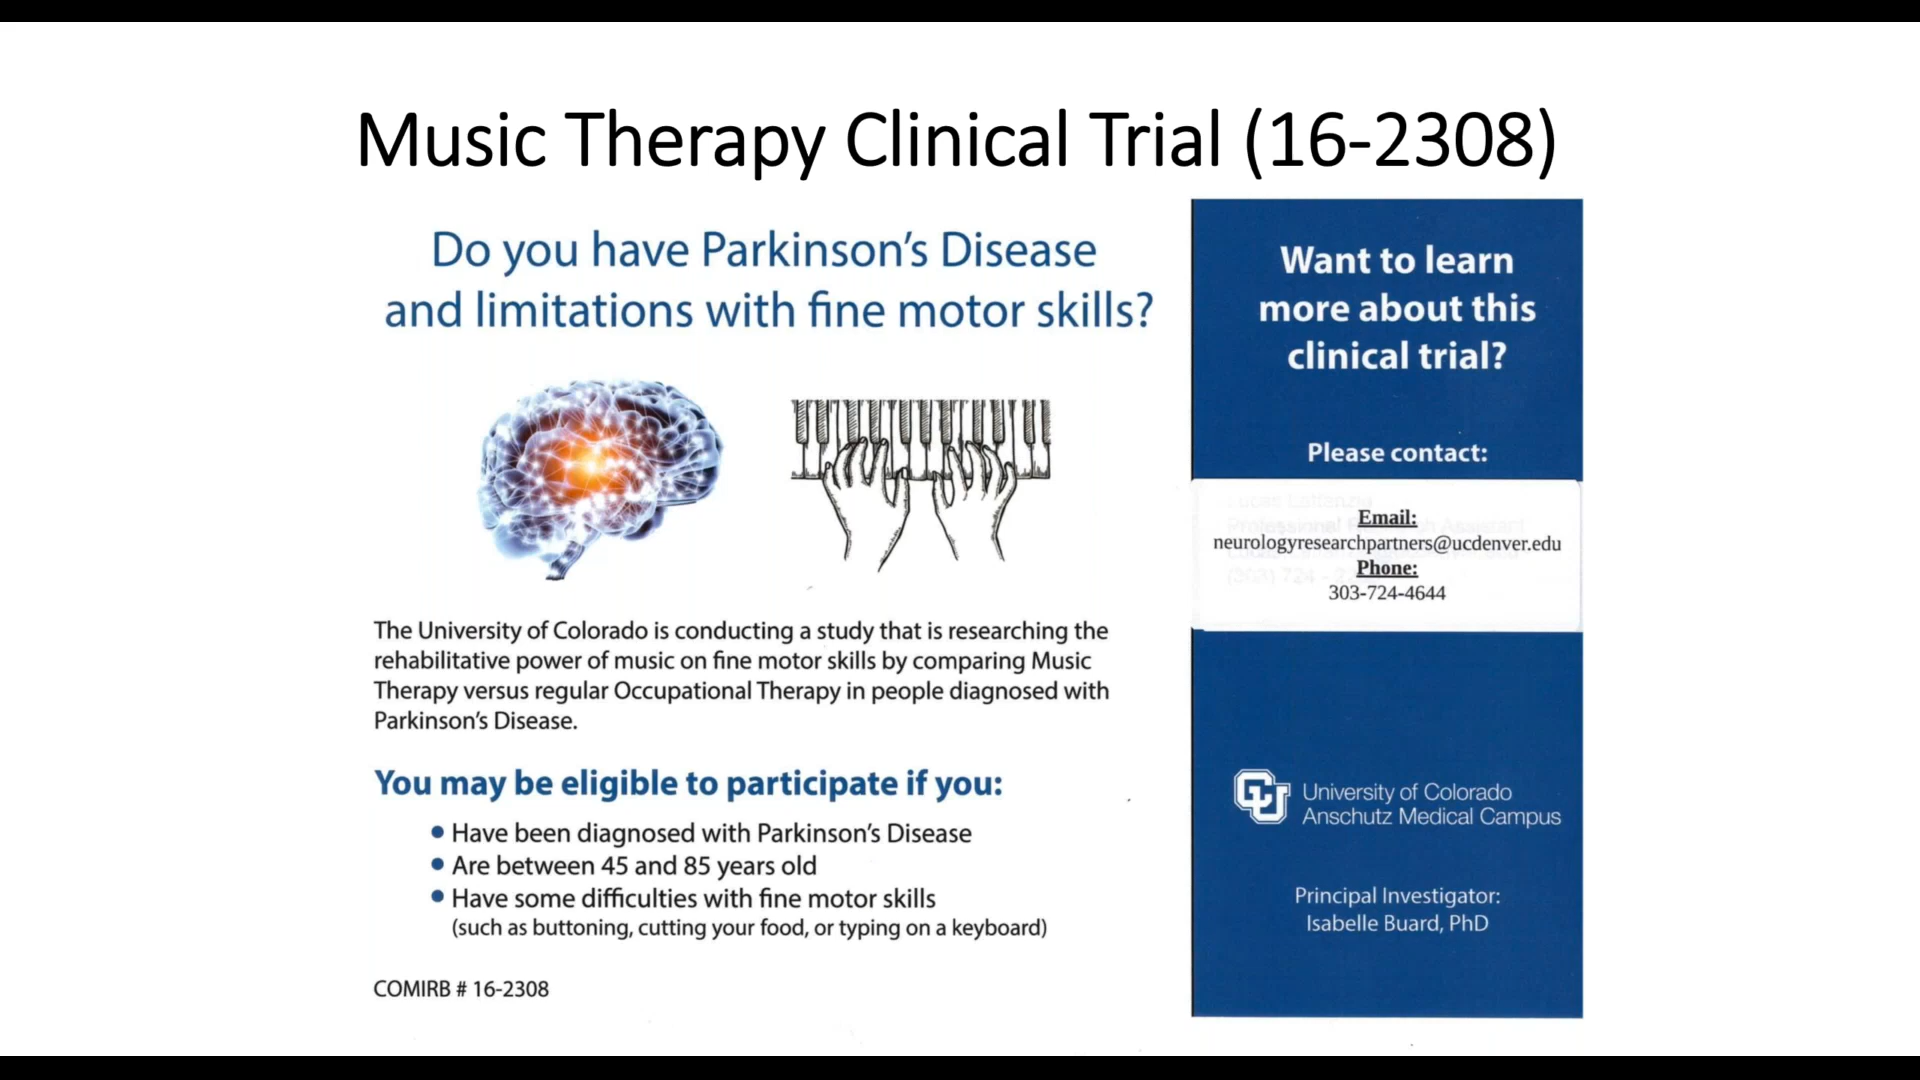 Music Therapy Clinical Trial (16-2308)
Do you have Parkinson's Disease
and limitations with fine motor skills?
The University of Colorado is conducting a study that is researching the
rehabilitative power of music on fine motor skills by comparing Music
Therapy versus regular Occupational Therapy in people diagnosed with
Parkinson's Disease.
You may be eligible to participate if you:
• Have been diagnosed with Parkinson's Disease
• Are between 45 and 85 years old
• Have some difficulties with fine motor skills
(such as buttoning, cutting your food, or typing on a keyboard)
COMIRB # 16-2308
Want to learn
more about this
clinical trial?
Please contact:
Email:
neurologyresearchpartners@ucdenver.edu
Phone:
303-724-4644
CU
University of Colorado
Anschutz Medical Campus
Principal Investigator:
Isabelle Buard, PhD